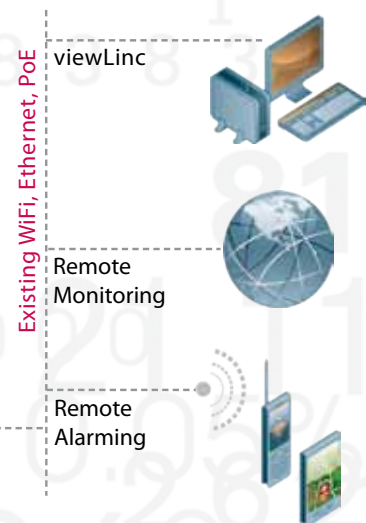 Existing WiFi, Ethernet, PoE
viewLinc
Remote
Monitoring
Remote
Alarming